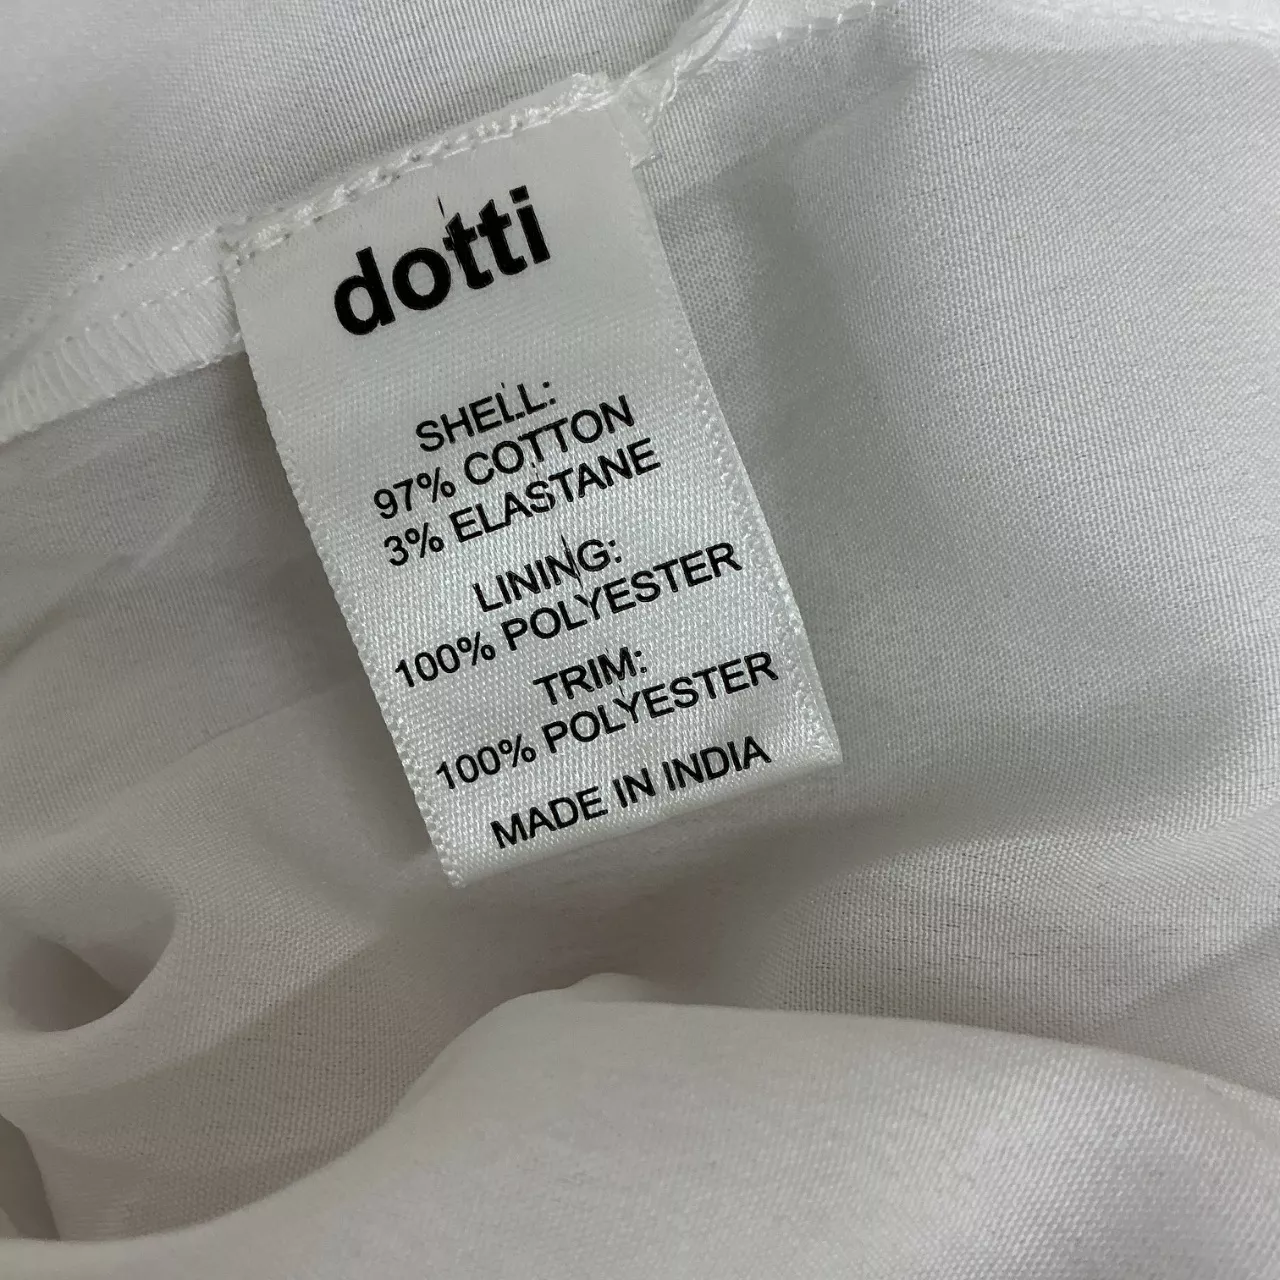 dotti
SHELL:
97% COTTON
3% ELASTANE
LINING:
100% POLYESTER
TRIM:
100% POLYESTER
MADE IN INDIA